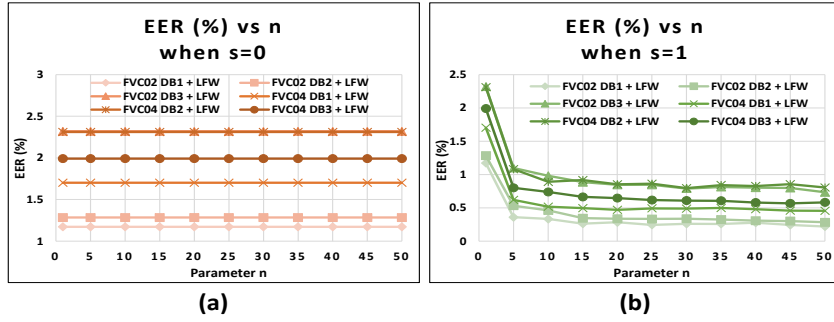 EER (%) vs n
when s=0
FVC02 DB1 + LFW
FVC02 DB2 + LFW
FVC02 DB3 + LFW
FVC04 DB1 + LFW
FVC04 DB2 + LFW
FVC04 DB3 + LFW
3
2.5
2
1.5
1
EER (%)
0 5 10 15 20 25 30 35 40 45 50
Parameter n
(a)
EER (%) vs n
when s=1
FVC02 DB1 + LFW
FVC02 DB2 + LFW
FVC02 DB3 + LFW
FVC04 DB1 + LFW
FVC04 DB2 + LFW
FVC04 DB3 + LFW
2.5
2
1.5
1
0.5
0
EER (%)
0 5 10 15 20 25 30 35 40 45 50
Parameter n
(b)